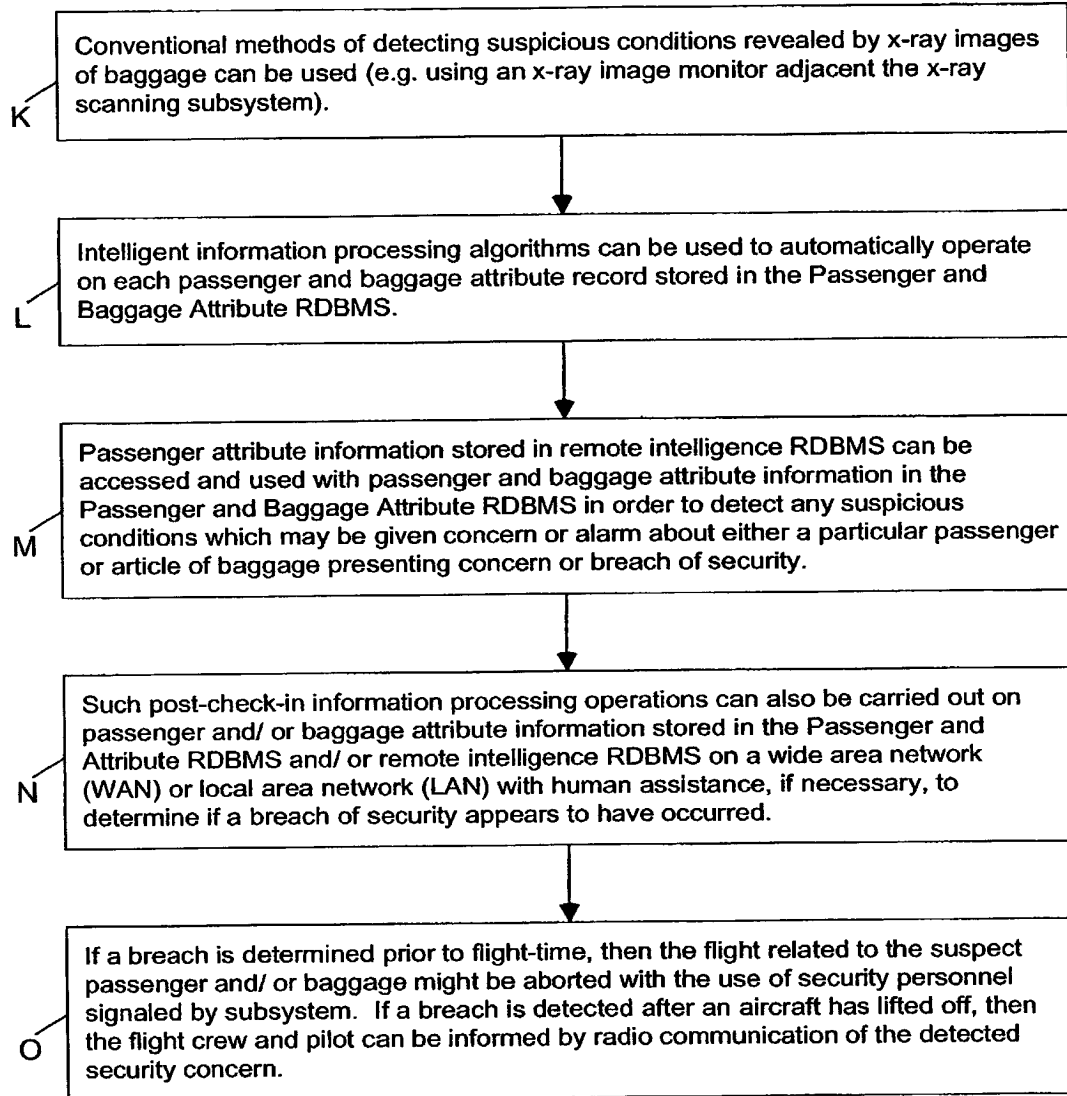 Conventional methods of detecting suspicious conditions revealed by x-ray images
of baggage can be used (e.g. using an x-ray image monitor adjacent the x-ray
scanning subsystem).
K
Intelligent information processing algorithms can be used to automatically operate
on each passenger and baggage attribute record stored in the Passenger and
Baggage Attribute RDBMS.
L
Passenger attribute information stored in remote intelligence RDBMS can be
accessed and used with passenger and baggage attribute information in the
Passenger and Baggage Attribute RDBMS in order to detect any suspicious
conditions which may be given concern or alarm about either a particular passenger
or article of baggage presenting concern or breach of security.
M
Such post-check-in information processing operations can also be carried out on
passenger and/ or baggage attribute information stored in the Passenger and
Attribute RDBMS and/ or remote intelligence RDBMS on a wide area network
(WAN) or local area network (LAN) with human assistance, if necessary, to
determine if a breach of security appears to have occurred.
N
If a breach is determined prior to flight-time, then the flight related to the suspect
passenger and/ or baggage might be aborted with the use of security personnel
signaled by subsystem.  If a breach is detected after an aircraft has lifted off, then
the flight crew and pilot can be informed by radio communication of the detected
security concern.
O